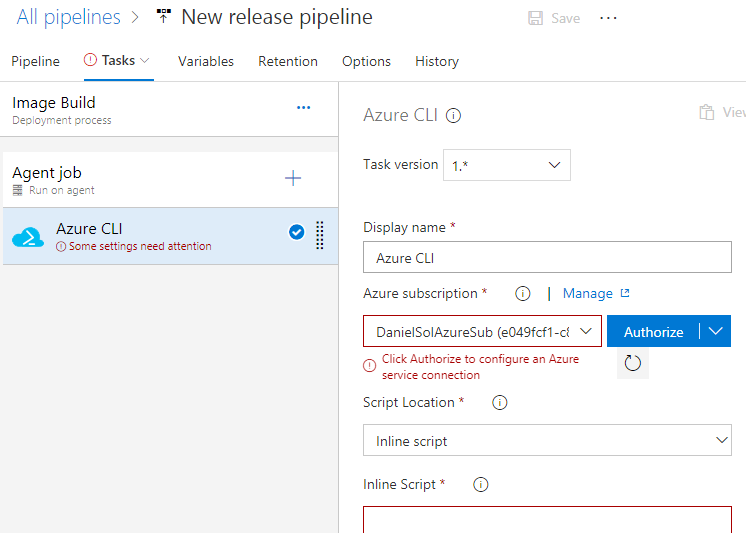 All pipelines > New release pipeline
Save ...
Pipeline Tasks Variables Retention Options History
Image Build
Deployment process
Agent job
Run on agent
Azure CLI
Some settings need attention
Azure CLI
View
Task version 1.*
Display name *
Azure CLI
Azure subscription * | Manage
DanielSolAzureSub (e049fcf1-c8 Authorize
Click Authorize to configure an Azure
service connection
Script Location *
Inline script
Inline Script *